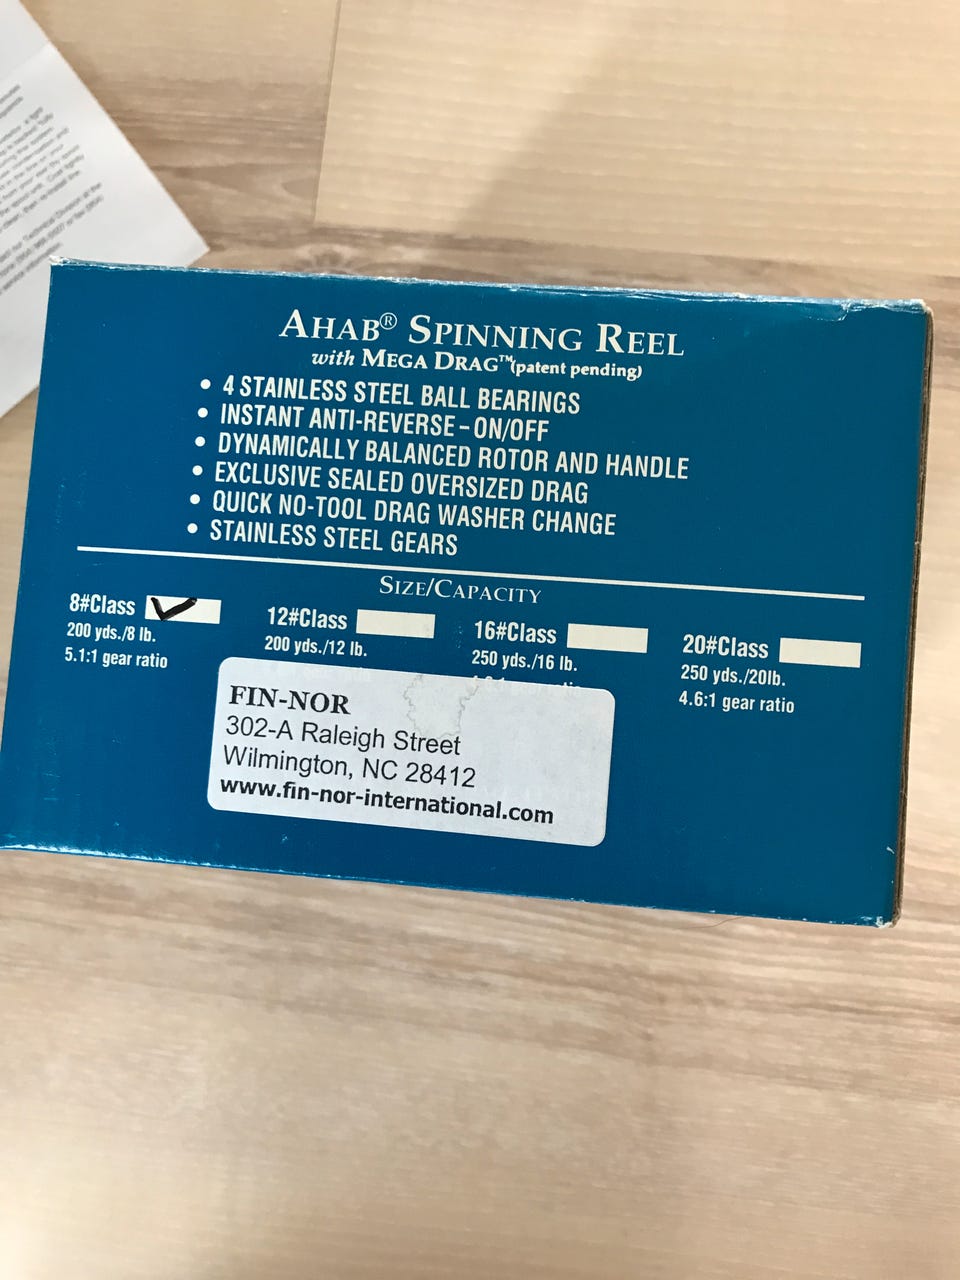 AHAB® SPINNING REEL
with MEGA DRAG™(patent pending)
• 4 STAINLESS STEEL BALL BEARINGS
• INSTANT ANTI-REVERSE – ON/OFF
• DYNAMICALLY BALANCED ROTOR AND HANDLE
• EXCLUSIVE SEALED OVERSIZED DRAG
• QUICK NO-TOOL DRAG WASHER CHANGE
• STAINLESS STEEL GEARS
SIZE/CAPACITY
8#Class
200 yds./8 lb.
5.1:1 gear ratio
12#Class
200 yds./12 lb.
16#Class
250 yds./16 lb.
gear ratio
20#Class
250 yds./20lb.
4.6:1 gear ratio
FIN-NOR
302-A Raleigh Street
Wilmington, NC 28412
www.fin-nor-international.com